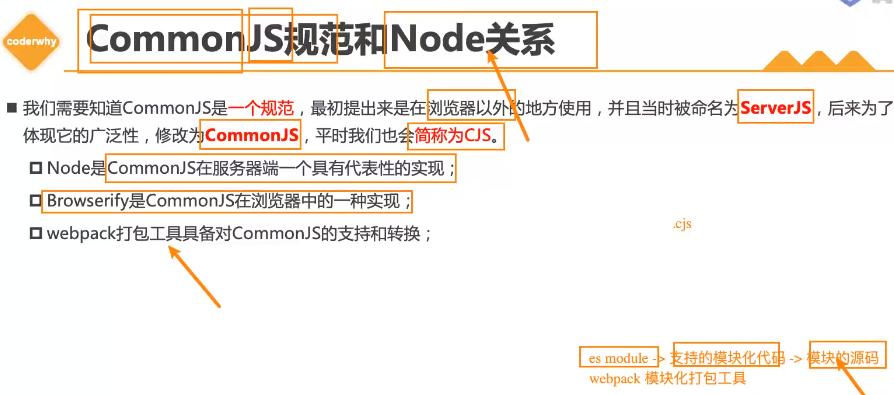 coderwhy
CommonJS规范和Node关系
我们需要知道CommonJS是一个规范，最初提出来是在浏览器以外的地方使用，并且当时被命名为ServerJS，后来为了
体现它的广泛性，修改为CommonJS，平时我们也会简称为CJS。
Node是CommonJS在服务器端一个具有代表性的实现；
Browserify是CommonJS在浏览器中的一种实现；
webpack打包工具具备对CommonJS的支持和转换；
.cjs
es module -> 支持的模块化代码 -> 模块的源码
webpack 模块化打包工具